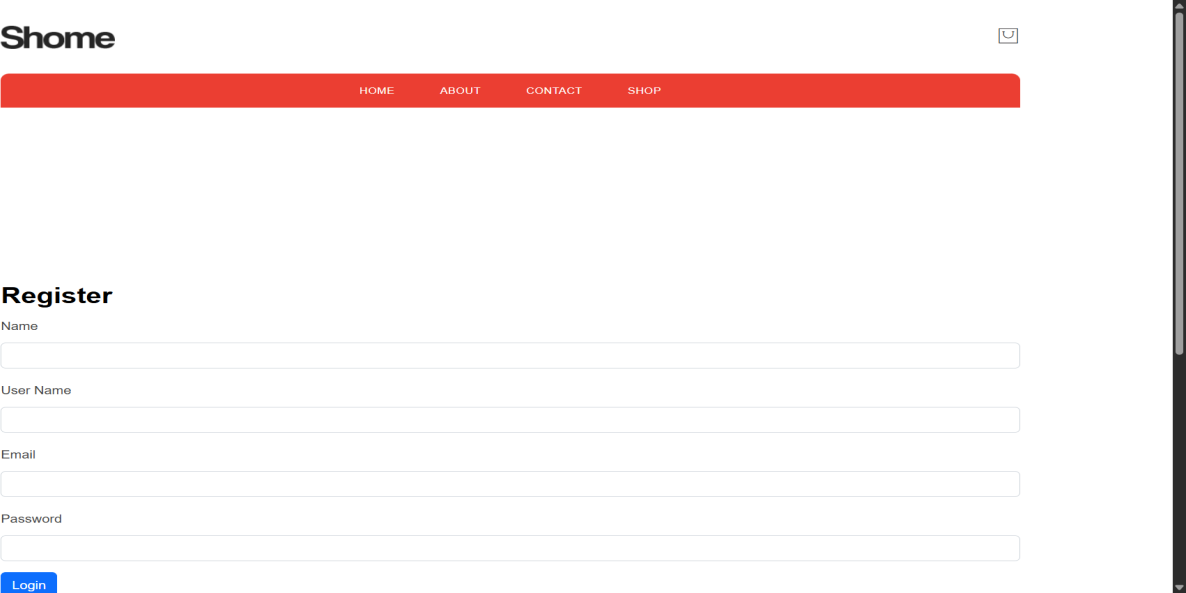 Shome
HOME ABOUT CONTACT SHOP
Register
Name
User Name
Email
Password
Login